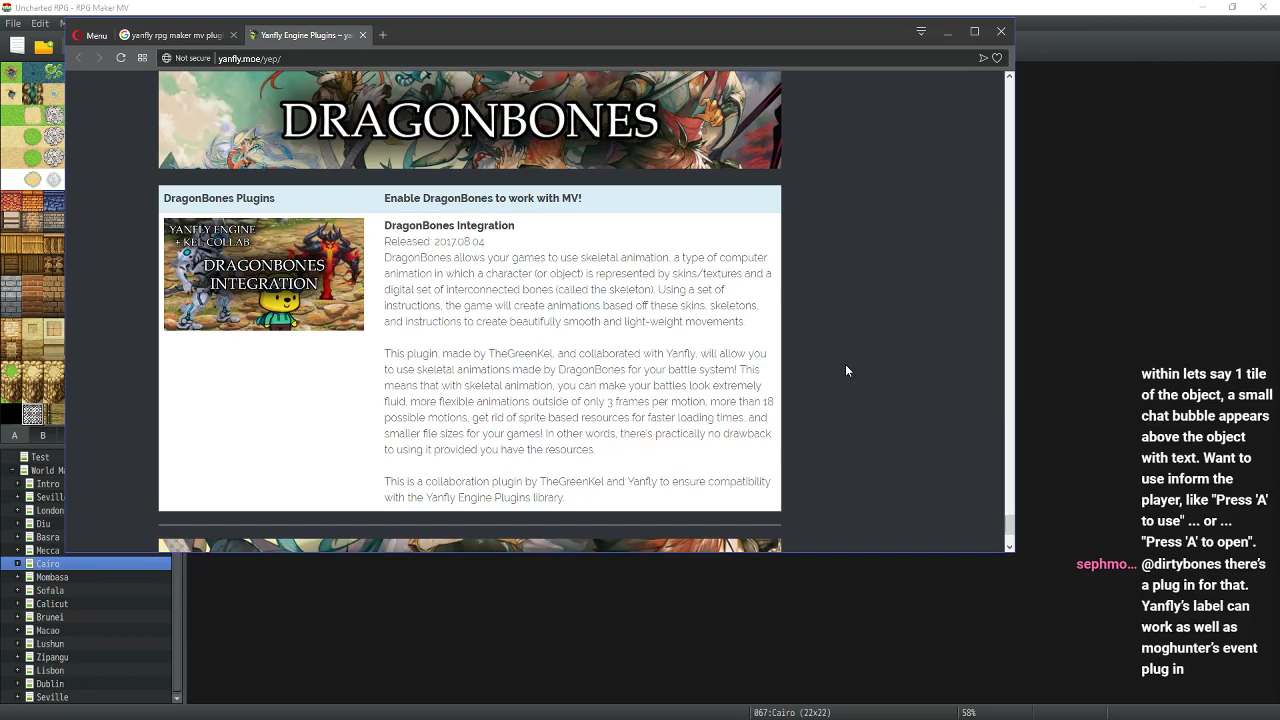 Uncharted RPG - RPG Maker MV
File
Edit
Menu
yanfly rpg maker mv plugi
Yanfly Engine Plugins – ya
Not secure
yanfly.moe/yep/
DRAGONBONES
DragonBones Plugins
Enable DragonBones to work with MV!
YANFLY ENGINE
+ KEL COLLAB
DRAGONBONES
INTEGRATION
DragonBones Integration
Released: 2017.08.04
DragonBones allows your games to use skeletal animation, a type of computer
animation in which a character (or object) is represented by skins/textures and a
digital set of interconnected bones (called the skeleton). Using a set of
instructions, the game will create animations based off these skins, skeletons,
and instructions to create beautifully smooth and light-weight movements.
This plugin, made by TheGreenKel, and collaborated with Yanfly, will allow you
to use skeletal animations made by DragonBones for your battle system! This
means that with skeletal animation, you can make your battles look extremely
fluid, more flexible animations outside of only 3 frames per motion, more than 18
possible motions, get rid of sprite based resources for faster loading times, and
smaller file sizes for your games! In other words, there's practically no drawback
to using it provided you have the resources.
This is a collaboration plugin by TheGreenKel and Yanfly to ensure compatibility
with the Yanfly Engine Plugins library.
A
B
Test
World Ma
Intro
Seville
London
Diu
Basra
Mecca
Cairo
Mombasa
Sofala
Calicut
Brunei
Macao
Lushun
Zipangu
Lisbon
Dublin
Seville
within lets say 1 tile
of the object, a small
chat bubble appears
above the object
with text. Want to
use inform the
player, like "Press 'A'
to use" ... or ...
"Press 'A' to open".
sephmo... @dirtybones there's
a plug in for that.
Yanfly's label can
work as well as
moghunter's event
plug in
067:Cairo (22x22)
58%